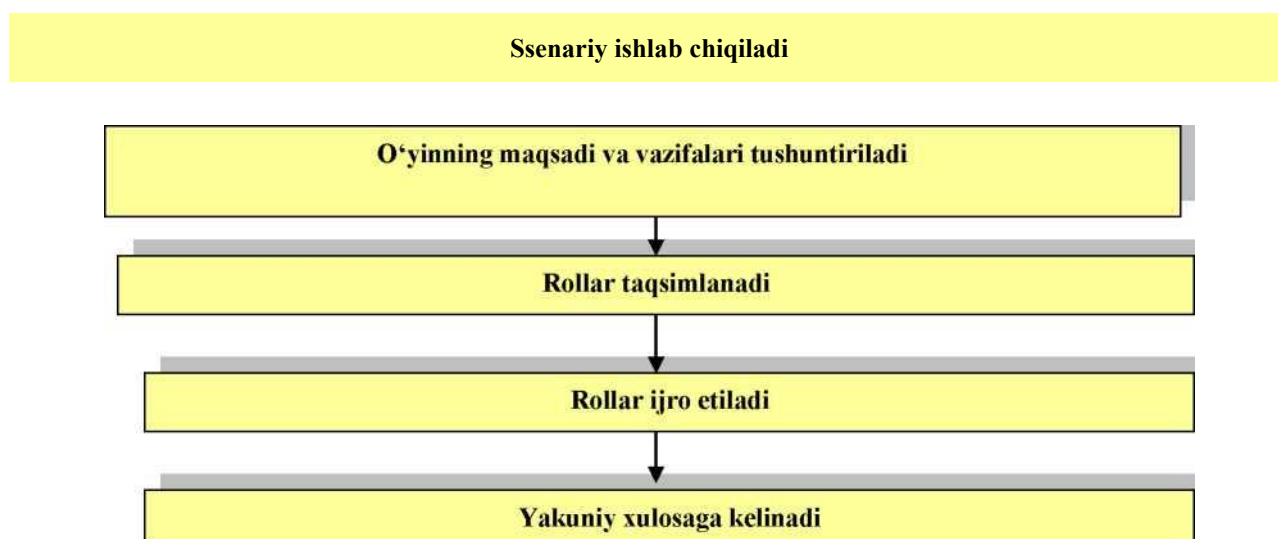 Ssenariy ishlab chiqiladi
O‘yinning maqsadi va vazifalari tushuntiriladi
Rollar taqsimlanadi
Rollar ijro etiladi
Yakuniy xulosaga kelinadi